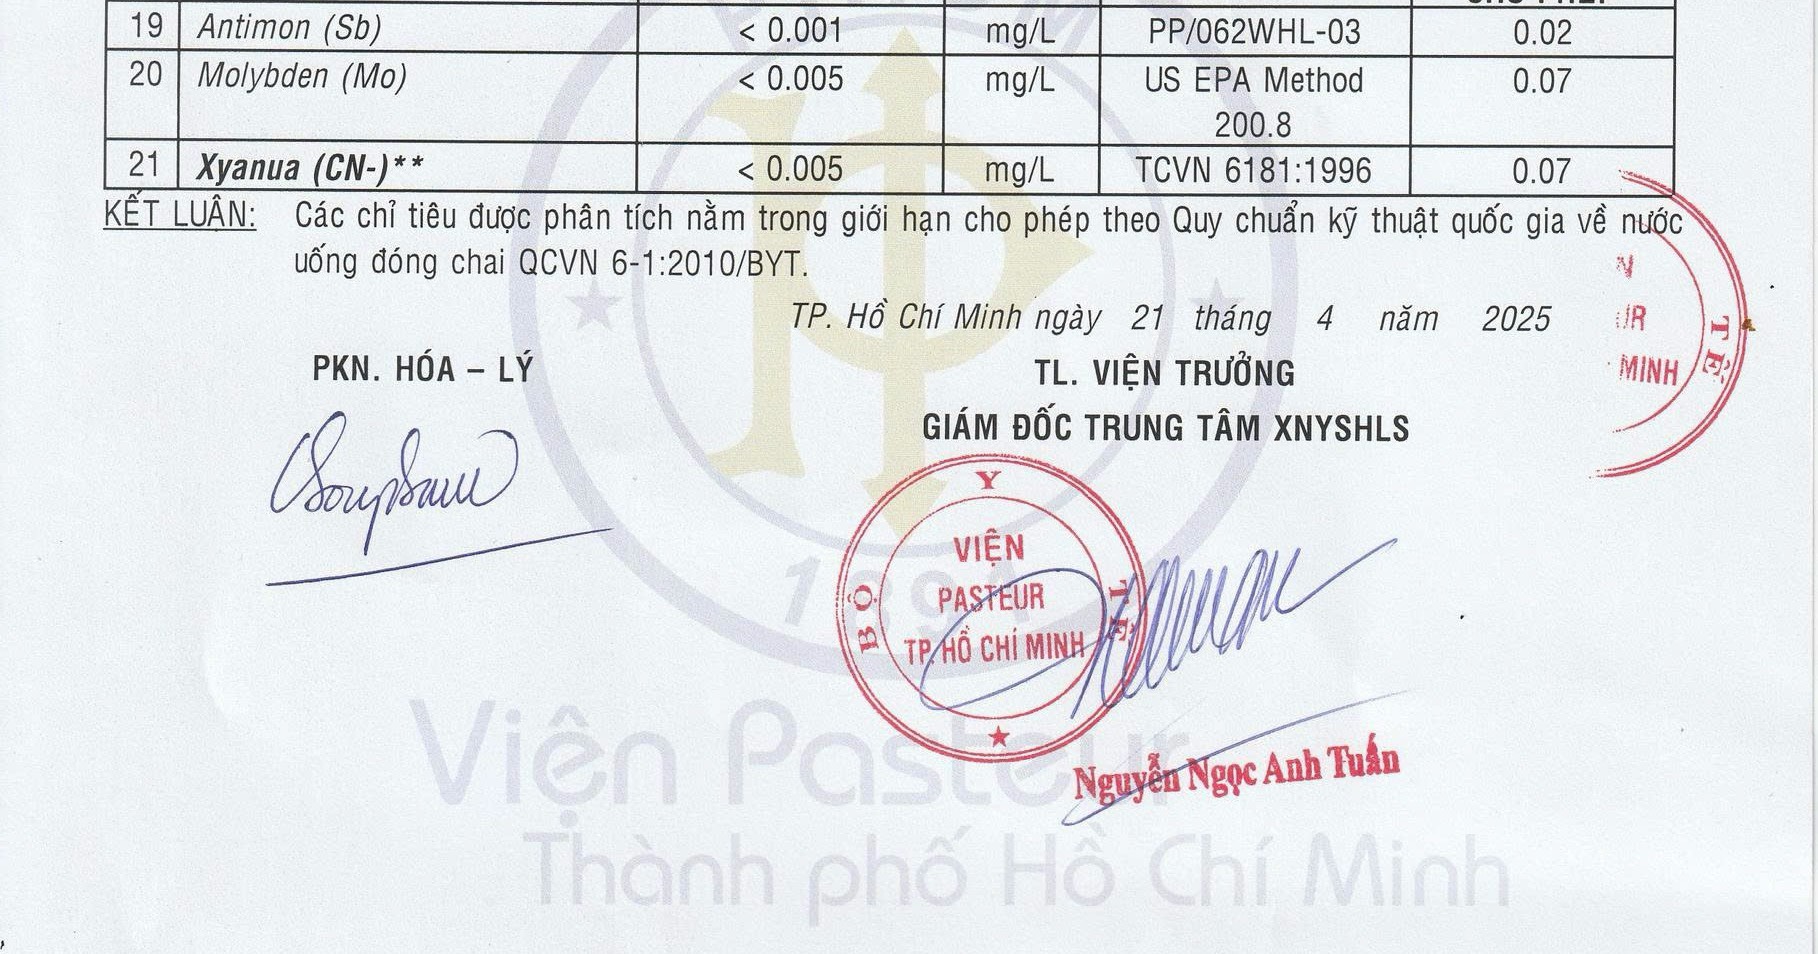 19 Antimon (Sb) < 0.001 mg/L PP/062WHL-03 0.02
20 Molybden (Mo) < 0.005 mg/L US EPA Method 0.07
200.8
21 Xyanua (CN-)** < 0.005 mg/L TCVN 6181:1996 0.07
KẾT LUẬN: Các chỉ tiêu được phân tích nằm trong giới hạn cho phép theo Quy chuẩn kỹ thuật quốc gia về nước
uống đóng chai QCVN 6-1:2010/BYT.
TP. Hồ Chí Minh ngày 21 tháng 4 năm 2025
PKN. HÓA – LÝ
TL. VIỆN TRƯỞNG
GIÁM ĐỐC TRUNG TÂM XNYSHLS
MINH
TẾ
BỘ Y TẾ
VIỆN
PASTEUR
TP. HỒ CHÍ MINH
Nguyễn Ngọc Anh Tuấn
1891
Viện Pasteur
Thành phố Hồ Chí Minh